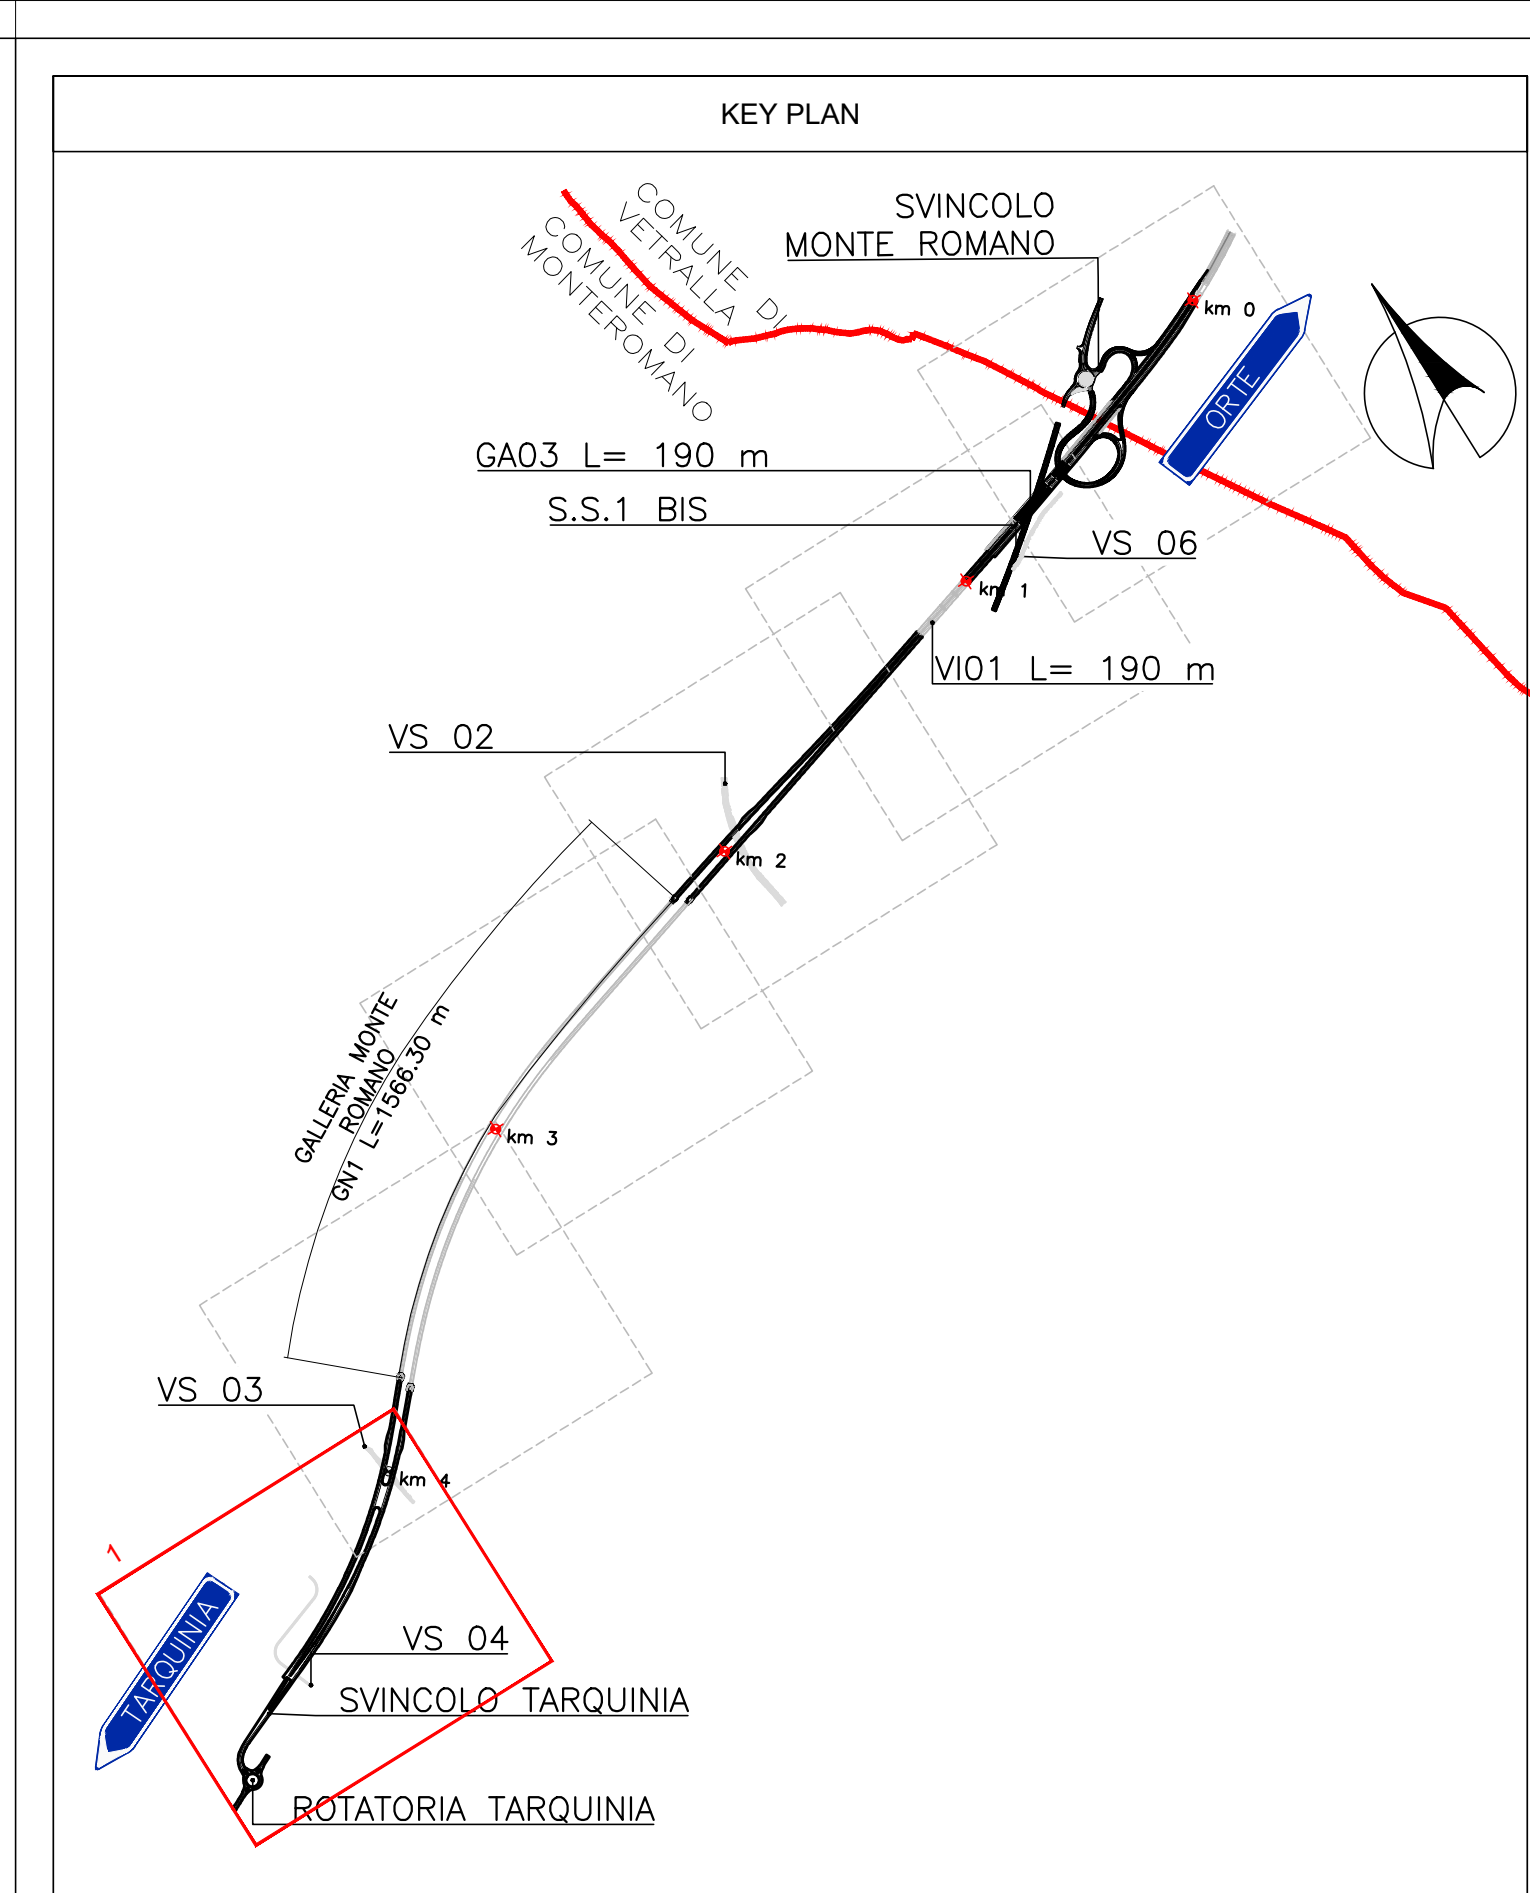 KEY PLAN
COMUNE DI
VETRALLA
COMUNE DI
MONTEROMANO
SVINCOLO
MONTE ROMANO
km 0
ORTE
GA03 L= 190 m
S.S.1 BIS
VS 06
km 1
VI01 L= 190 m
VS 02
km 2
GALLERIA MONTE
ROMANO
GN1 L=1566.30 m
km 3
VS 03
km 4
1
TARQUINIA
VS 04
SVINCOLO TARQUINIA
ROTATORIA TARQUINIA